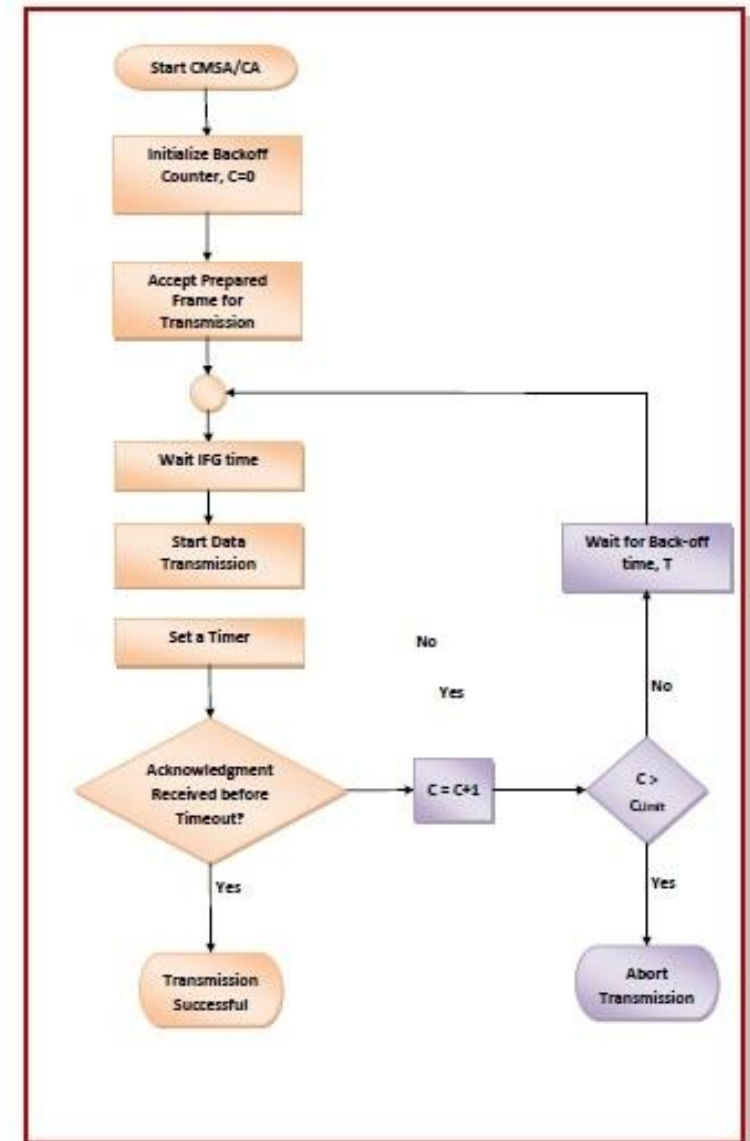 Start CMSA/CA
Initialize Backoff
Counter, C=0
Accept Prepared
Frame for
Transmission
Wait IFG time
Start Data
Transmission
Wait for Back-off
time, T
Set a Timer
No
Yes
No
Acknowledgment
Received before
Timeout?
C = C+1
C >
CLimit
Yes
Yes
Transmission
Successful
Abort
Transmission